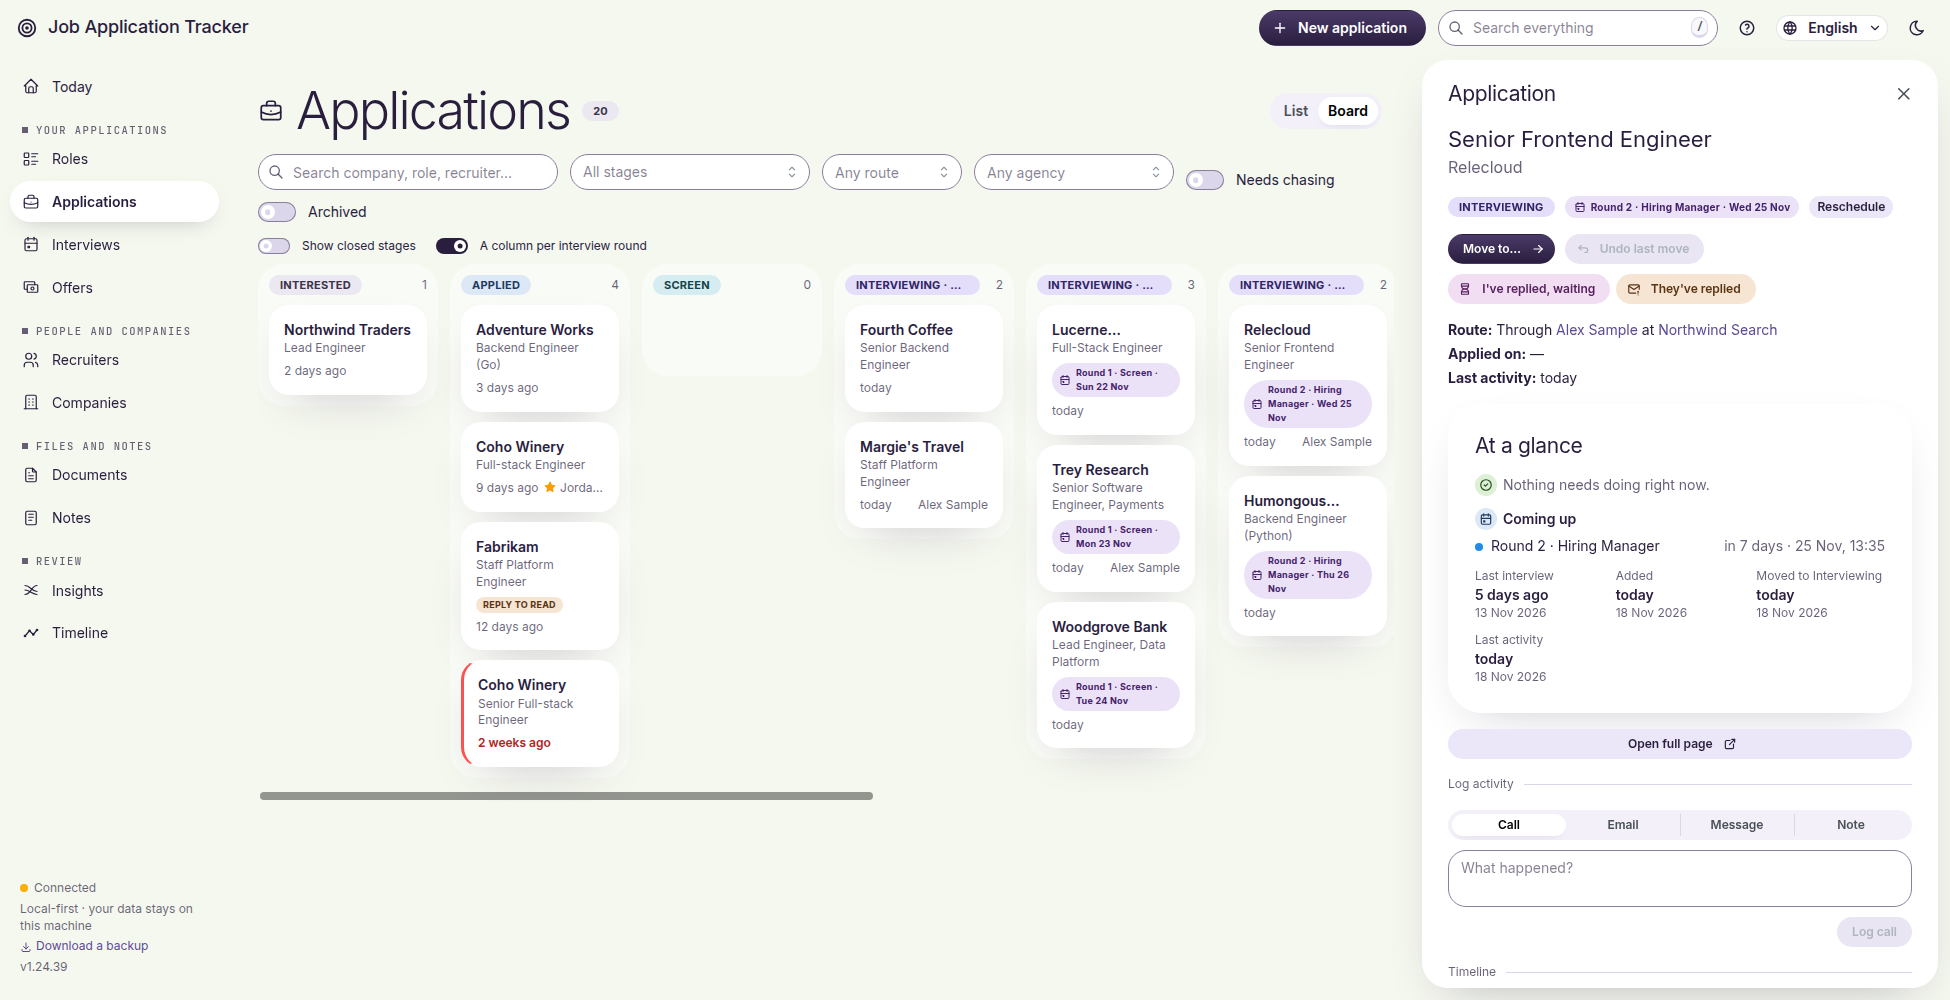 Job Application Tracker
New application
Search everything
/
English
Today
YOUR APPLICATIONS
Roles
Applications
Interviews
Offers
PEOPLE AND COMPANIES
Recruiters
Companies
FILES AND NOTES
Documents
Notes
REVIEW
Insights
Timeline
Connected
Local-first · your data stays on
this machine
Download a backup
v1.24.39
Applications
20
List
Board
Search company, role, recruiter...
All stages
Any route
Any agency
Needs chasing
Archived
Show closed stages
A column per interview round
INTERESTED
1
Northwind Traders
Lead Engineer
2 days ago
APPLIED
4
Adventure Works
Backend Engineer
(Go)
3 days ago
Coho Winery
Full-stack Engineer
9 days ago
Jorda...
Fabrikam
Staff Platform
Engineer
REPLY TO READ
12 days ago
Coho Winery
Senior Full-stack
Engineer
2 weeks ago
SCREEN
0
INTERVIEWING · ...
2
Fourth Coffee
Senior Backend
Engineer
today
Margie's Travel
Staff Platform
Engineer
today
Alex Sample
INTERVIEWING · ...
3
Lucerne...
Full-Stack Engineer
Round 1 · Screen ·
Sun 22 Nov
today
Trey Research
Senior Software
Engineer, Payments
Round 1 · Screen ·
Mon 23 Nov
today
Alex Sample
Woodgrove Bank
Lead Engineer, Data
Platform
Round 1 · Screen ·
Tue 24 Nov
today
INTERVIEWING · ...
2
Relecloud
Senior Frontend
Engineer
Round 2 · Hiring
Manager · Wed 25
Nov
today
Alex Sample
Humongous...
Backend Engineer
(Python)
Round 2 · Hiring
Manager · Thu 26
Nov
today
Application
Senior Frontend Engineer
Relecloud
INTERVIEWING
Round 2 · Hiring Manager · Wed 25 Nov
Reschedule
Move to...
Undo last move
I've replied, waiting
They've replied
Route: Through Alex Sample at Northwind Search
Applied on: —
Last activity: today
At a glance
Nothing needs doing right now.
Coming up
Round 2 · Hiring Manager
in 7 days · 25 Nov, 13:35
Last interview
5 days ago
13 Nov 2026
Added
today
18 Nov 2026
Moved to Interviewing
today
18 Nov 2026
Last activity
today
18 Nov 2026
Open full page
Log activity
Call
Email
Message
Note
What happened?
Log call
Timeline